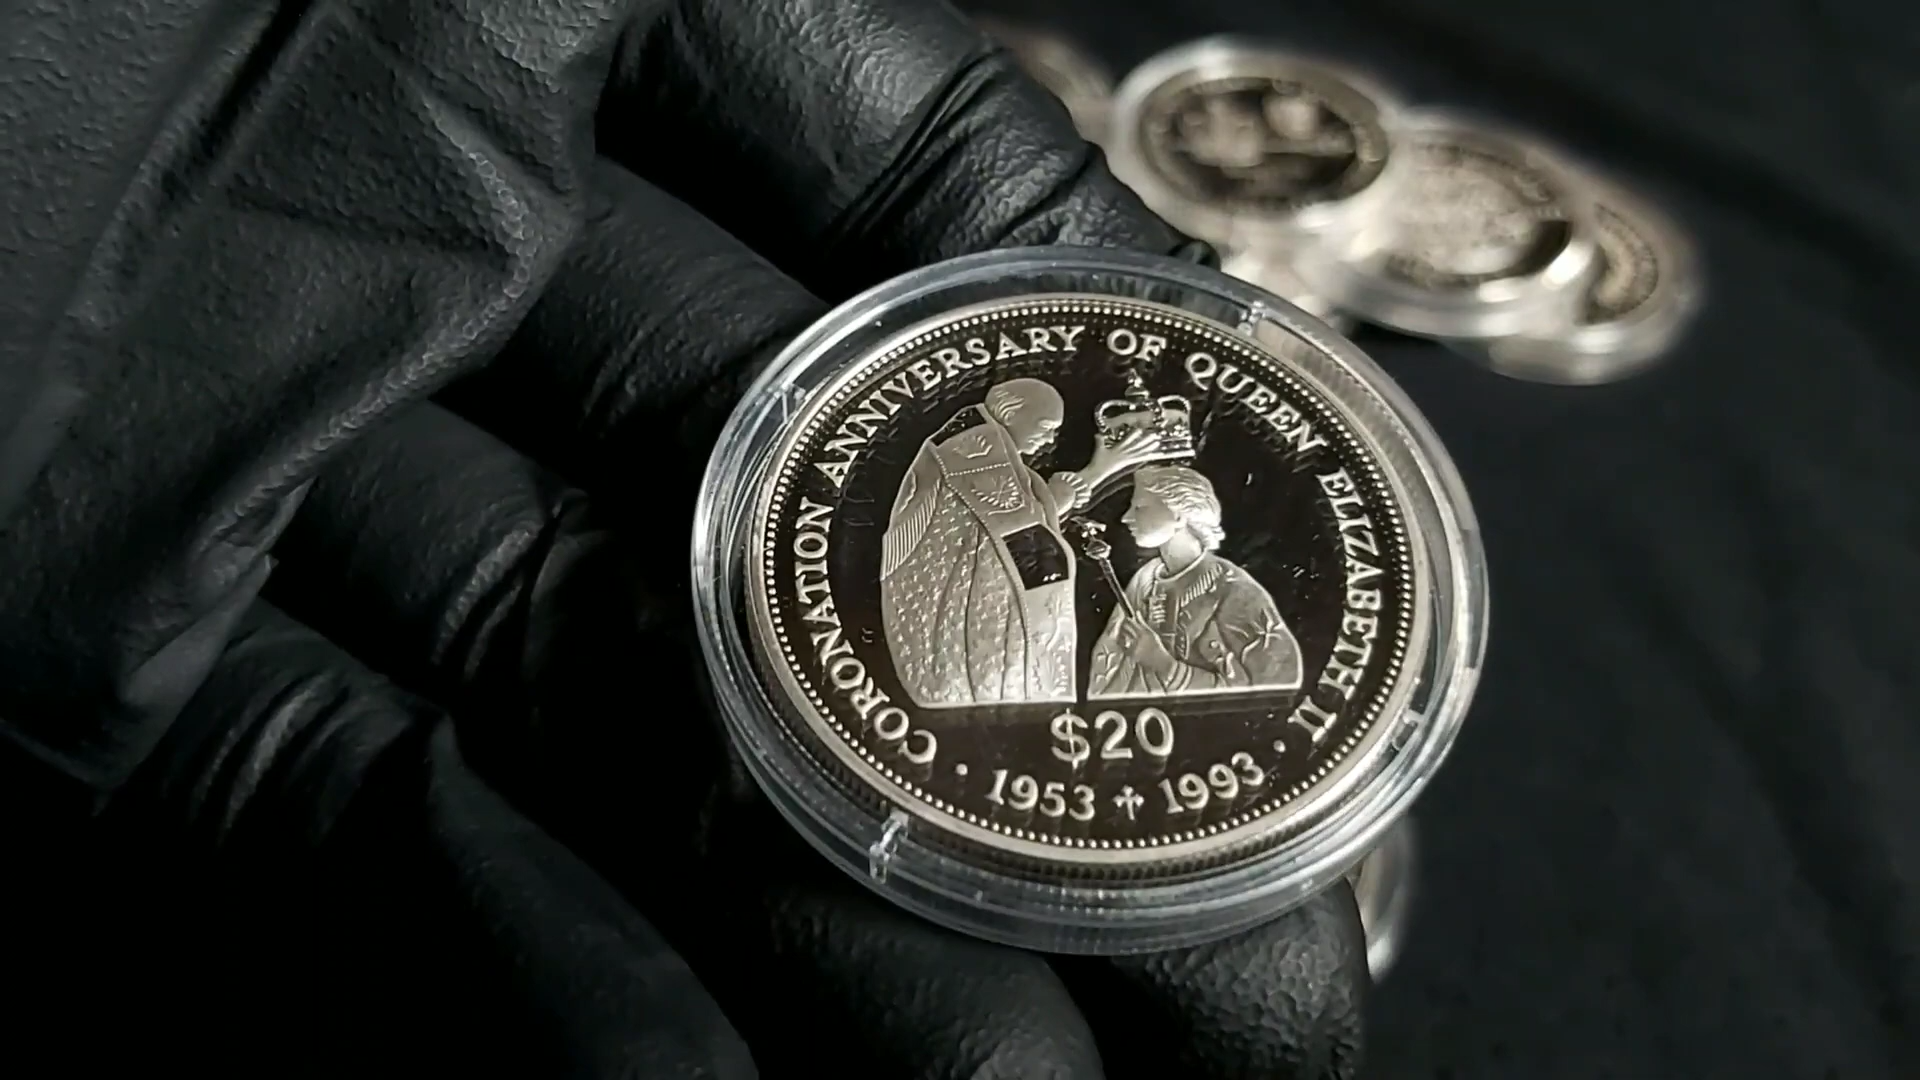 CORONATION ANNIVERSARY OF QUEEN ELIZABETH II
$20
· 1953 ✝ 1993 ·